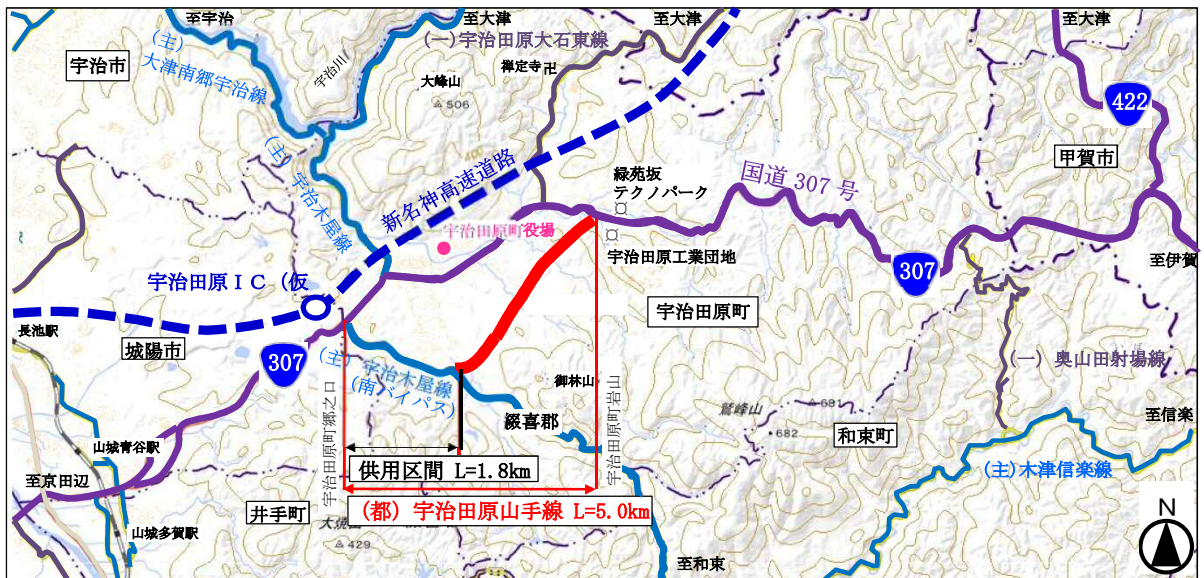 至宇治
至大津
至大津
至大津
(主)
大津南郷宇治線
宇治市
宇治川
(一)宇治田原大石東線
大峰山
506
禅定寺卍
422
甲賀市
(主)宇治木屋線
新名神高速道路
緑苑坂
テクノパーク
国道 307 号
宇治田原町役場
宇治田原工業団地
至伊賀
307
宇治田原IC (仮
宇治田原町
長池駅
城陽市
307
(主)宇治木屋線
(南バイパス)
御林山
(一) 奥山田射場線
宇治田原町郷之口
宇治田原町岩山
綴喜郡
鷲峰山
681
682
和束町
至信楽
山城青谷駅
供用区間 L=1.8km
(主)木津信楽線
至京田辺
(都) 宇治田原山手線 L=5.0km
井手町
429
山城多賀駅
至和束
N